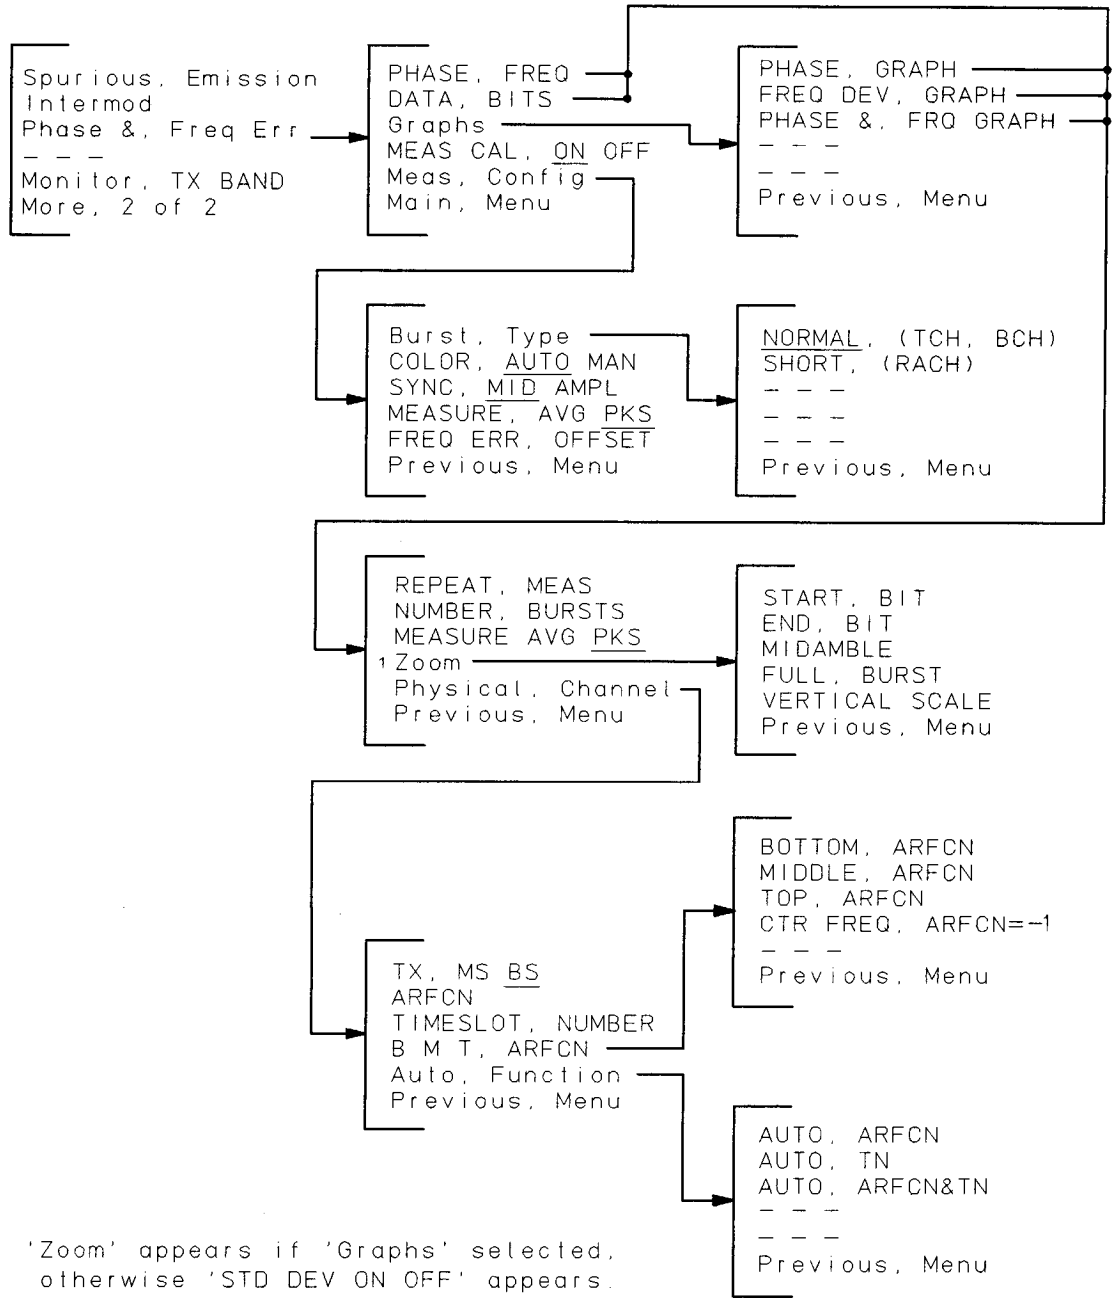 Spurious, Emission
Intermod
Phase &, Freq Err
- - -
Monitor, TX BAND
More, 2 of 2
PHASE, FREQ
DATA, BITS
Graphs
MEAS CAL, ON OFF
Meas, Config
Main, Menu
PHASE, GRAPH
FREQ DEV, GRAPH
PHASE &, FRQ GRAPH
- - -
- - -
Previous, Menu
Burst, Type
COLOR, AUTO MAN
SYNC, MID AMPL
MEASURE, AVG PKS
FREQ ERR, OFFSET
Previous, Menu
NORMAL, (TCH, BCH)
SHORT, (RACH)
- - -
- - -
- - -
Previous, Menu
REPEAT, MEAS
NUMBER, BURSTS
MEASURE AVG PKS
1 Zoom
Physical, Channel
Previous, Menu
START, BIT
END, BIT
MIDAMBLE
FULL, BURST
VERTICAL SCALE
Previous, Menu
TX, MS BS
ARFCN
TIMESLOT, NUMBER
B M T, ARFCN
Auto, Function
Previous, Menu
BOTTOM, ARFCN
MIDDLE, ARFCN
TOP, ARFCN
CTR FREQ, ARFCN=-1
- - -
Previous, Menu
AUTO, ARFCN
AUTO, TN
AUTO, ARFCN&TN
- - -
- - -
Previous, Menu
'Zoom' appears if 'Graphs' selected,
otherwise 'STD DEV ON OFF' appears.